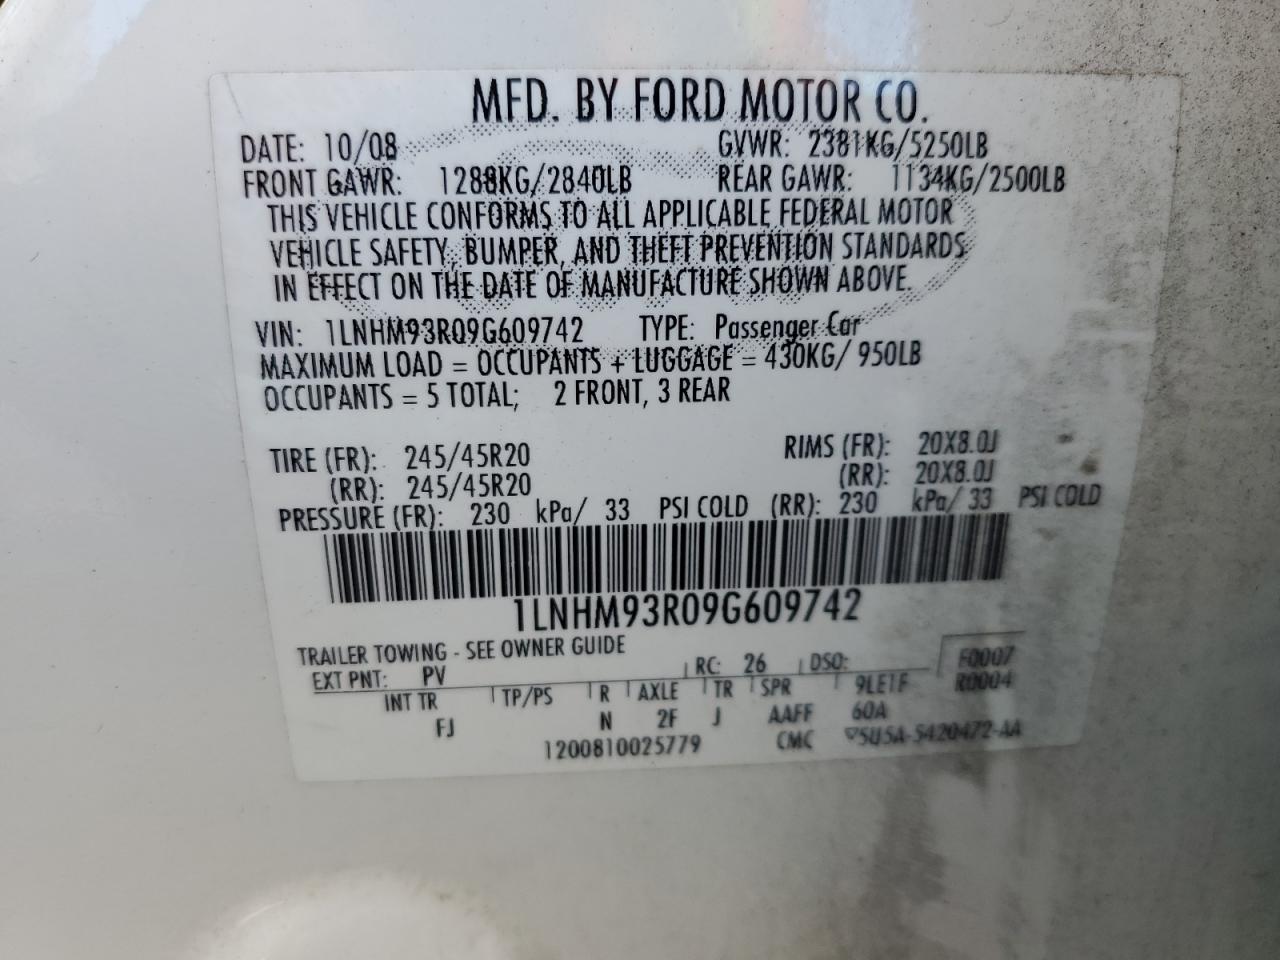 MFD. BY FORD MOTOR CO.
DATE: 10/08 GVWR: 2381KG/5250LB
FRONT GAWR: 1288KG/2840LB REAR GAWR: 1134KG/2500LB
THIS VEHICLE CONFORMS TO ALL APPLICABLE FEDERAL MOTOR
VEHICLE SAFETY, BUMPER, AND THEFT PREVENTION STANDARDS
IN EFFECT ON THE DATE OF MANUFACTURE SHOWN ABOVE.
VIN: 1LNHM93R09G609742 TYPE: Passenger Car
MAXIMUM LOAD = OCCUPANTS + LUGGAGE = 430KG/ 950LB
OCCUPANTS = 5 TOTAL; 2 FRONT, 3 REAR
TIRE (FR): 245/45R20 RIMS (FR): 20X8.0J
(RR): 245/45R20 (RR): 20X8.0J
PRESSURE (FR): 230 kPa/ 33 PSI COLD (RR): 230 kPa/ 33 PSI COLD
1LNHM93R09G609742
TRAILER TOWING - SEE OWNER GUIDE
EXT PNT: PV RC: 26 DSO: F0007
INT TR TP/PS R AXLE TR SPR 9LE1F R0004
FJ N 2F J AAFF 60A
1200810025779 CMC